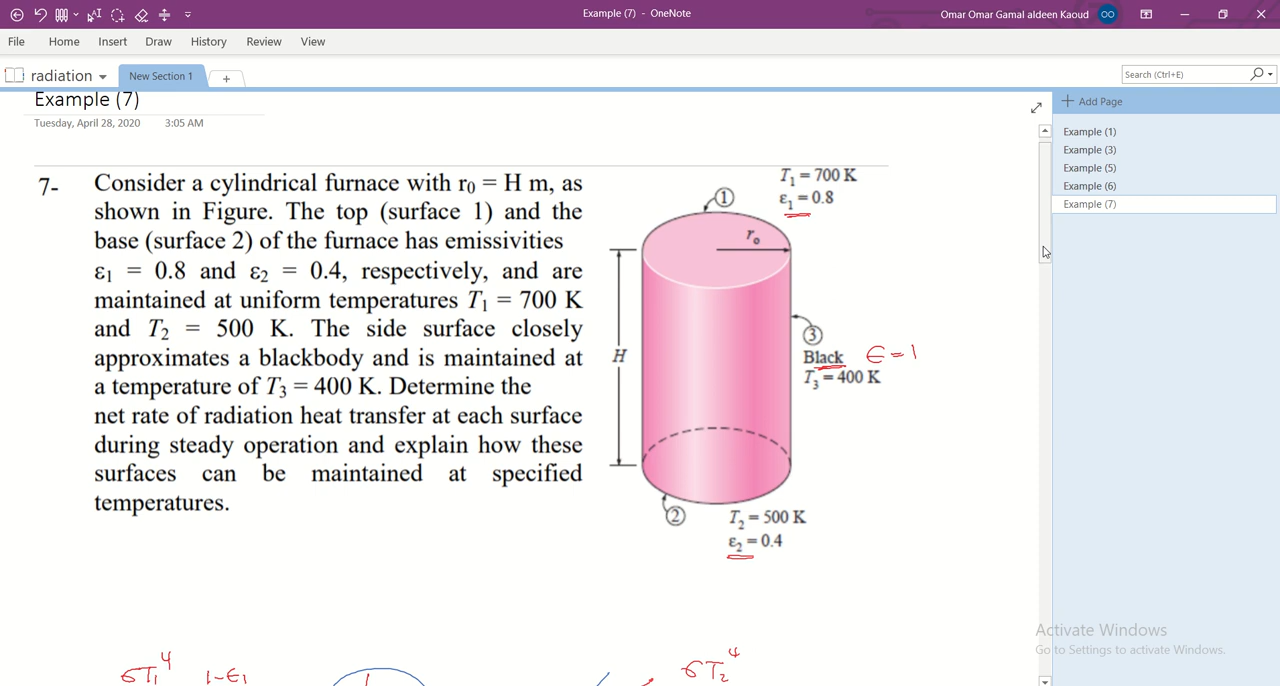 Example (7) - OneNote
Omar Omar Gamal aldeen Kaoud OO
File Home Insert Draw History Review View
radiation New Section 1 +
Search (Ctrl+E)
Example (7)
Tuesday, April 28, 2020 3:05 AM
Add Page
Example (1)
Example (3)
Example (5)
Example (6)
Example (7)
7- Consider a cylindrical furnace with r₀ = H m, as
shown in Figure. The top (surface 1) and the
base (surface 2) of the furnace has emissivities
ε₁ = 0.8 and ε₂ = 0.4, respectively, and are
maintained at uniform temperatures T₁ = 700 K
and T₂ = 500 K. The side surface closely
approximates a blackbody and is maintained at
a temperature of T₃ = 400 K. Determine the
net rate of radiation heat transfer at each surface
during steady operation and explain how these
surfaces can be maintained at specified
temperatures.
T₁ = 700 K
ε₁ = 0.8
①
r₀
H
③
Black ϵ = 1
T₃ = 400 K
②
T₂ = 500 K
ε₂ = 0.4
σT₁⁴ 1-ϵ₁
σT₂⁴
Activate Windows
Go to Settings to activate Windows.